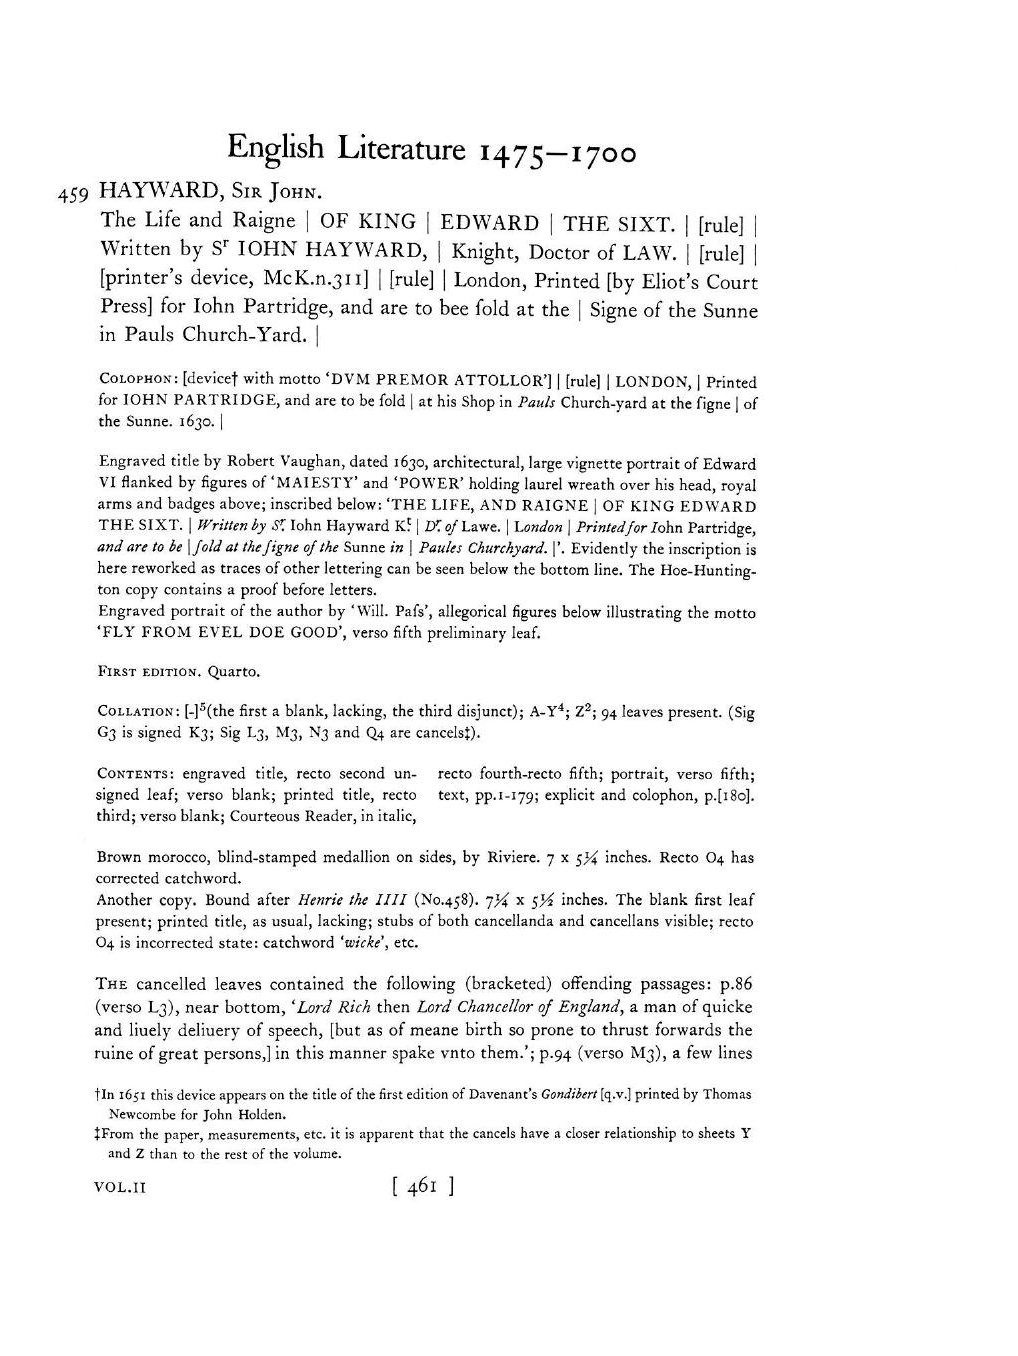 English Literature 1475–1700
459 HAYWARD, SIR JOHN.
The Life and Raigne | OF KING | EDWARD | THE SIXT. | [rule] |
Written by Sʳ IOHN HAYWARD, | Knight, Doctor of LAW. | [rule] |
[printer's device, McK.n.311] | [rule] | London, Printed [by Eliot's Court
Press] for Iohn Partridge, and are to bee ſold at the | Signe of the Sunne
in Pauls Church-Yard. |
COLOPHON: [device† with motto 'DVM PREMOR ATTOLLOR'] | [rule] | LONDON, | Printed
for IOHN PARTRIDGE, and are to be ſold | at his Shop in Pauls Church-yard at the ſigne | of
the Sunne. 1630. |
Engraved title by Robert Vaughan, dated 1630, architectural, large vignette portrait of Edward
VI flanked by figures of 'MAIESTY' and 'POWER' holding laurel wreath over his head, royal
arms and badges above; inscribed below: 'THE LIFE, AND RAIGNE | OF KING EDWARD
THE SIXT. | Written by Sʳ. Iohn Hayward Kᵗ. | Dʳ. of Lawe. | London | Printed for Iohn Partridge,
and are to be | ſold at the ſigne of the Sunne in | Paules Churchyard. |'. Evidently the inscription is
here reworked as traces of other lettering can be seen below the bottom line. The Hoe-Hunting-
ton copy contains a proof before letters.
Engraved portrait of the author by 'Will. Paſs', allegorical figures below illustrating the motto
'FLY FROM EVEL DOE GOOD', verso fifth preliminary leaf.
FIRST EDITION. Quarto.
COLLATION: [-]⁵(the first a blank, lacking, the third disjunct); A-Y⁴; Z²; 94 leaves present. (Sig
G3 is signed K3; Sig L3, M3, N3 and Q4 are cancels‡).
CONTENTS: engraved title, recto second un-
signed leaf; verso blank; printed title, recto
third; verso blank; Courteous Reader, in italic,
recto fourth-recto fifth; portrait, verso fifth;
text, pp.1-179; explicit and colophon, p.[180].
Brown morocco, blind-stamped medallion on sides, by Riviere. 7 x 5¼ inches. Recto O4 has
corrected catchword.
Another copy. Bound after Henrie the IIII (No.458). 7¼ x 5½ inches. The blank first leaf
present; printed title, as usual, lacking; stubs of both cancellanda and cancellans visible; recto
O4 is incorrected state: catchword 'wicke', etc.
THE cancelled leaves contained the following (bracketed) offending passages: p.86
(verso L3), near bottom, 'Lord Rich then Lord Chancellor of England, a man of quicke
and liuely deliuery of speech, [but as of meane birth so prone to thrust forwards the
ruine of great persons,] in this manner spake vnto them.'; p.94 (verso M3), a few lines
†In 1651 this device appears on the title of the first edition of Davenant's Gondibert [q.v.] printed by Thomas
Newcombe for John Holden.
‡From the paper, measurements, etc. it is apparent that the cancels have a closer relationship to sheets Y
and Z than to the rest of the volume.
VOL.II [ 461 ]